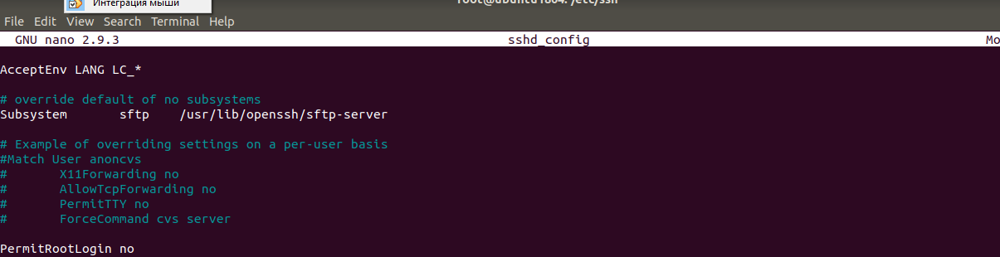 Интеграция мыши
root@ubuntu1804: /etc/ssh
File Edit View Search Terminal Help
GNU nano 2.9.3 sshd_config Mo
AcceptEnv LANG LC_*
# override default of no subsystems
Subsystem sftp /usr/lib/openssh/sftp-server
# Example of overriding settings on a per-user basis
#Match User anoncvs
# X11Forwarding no
# AllowTcpForwarding no
# PermitTTY no
# ForceCommand cvs server
PermitRootLogin no